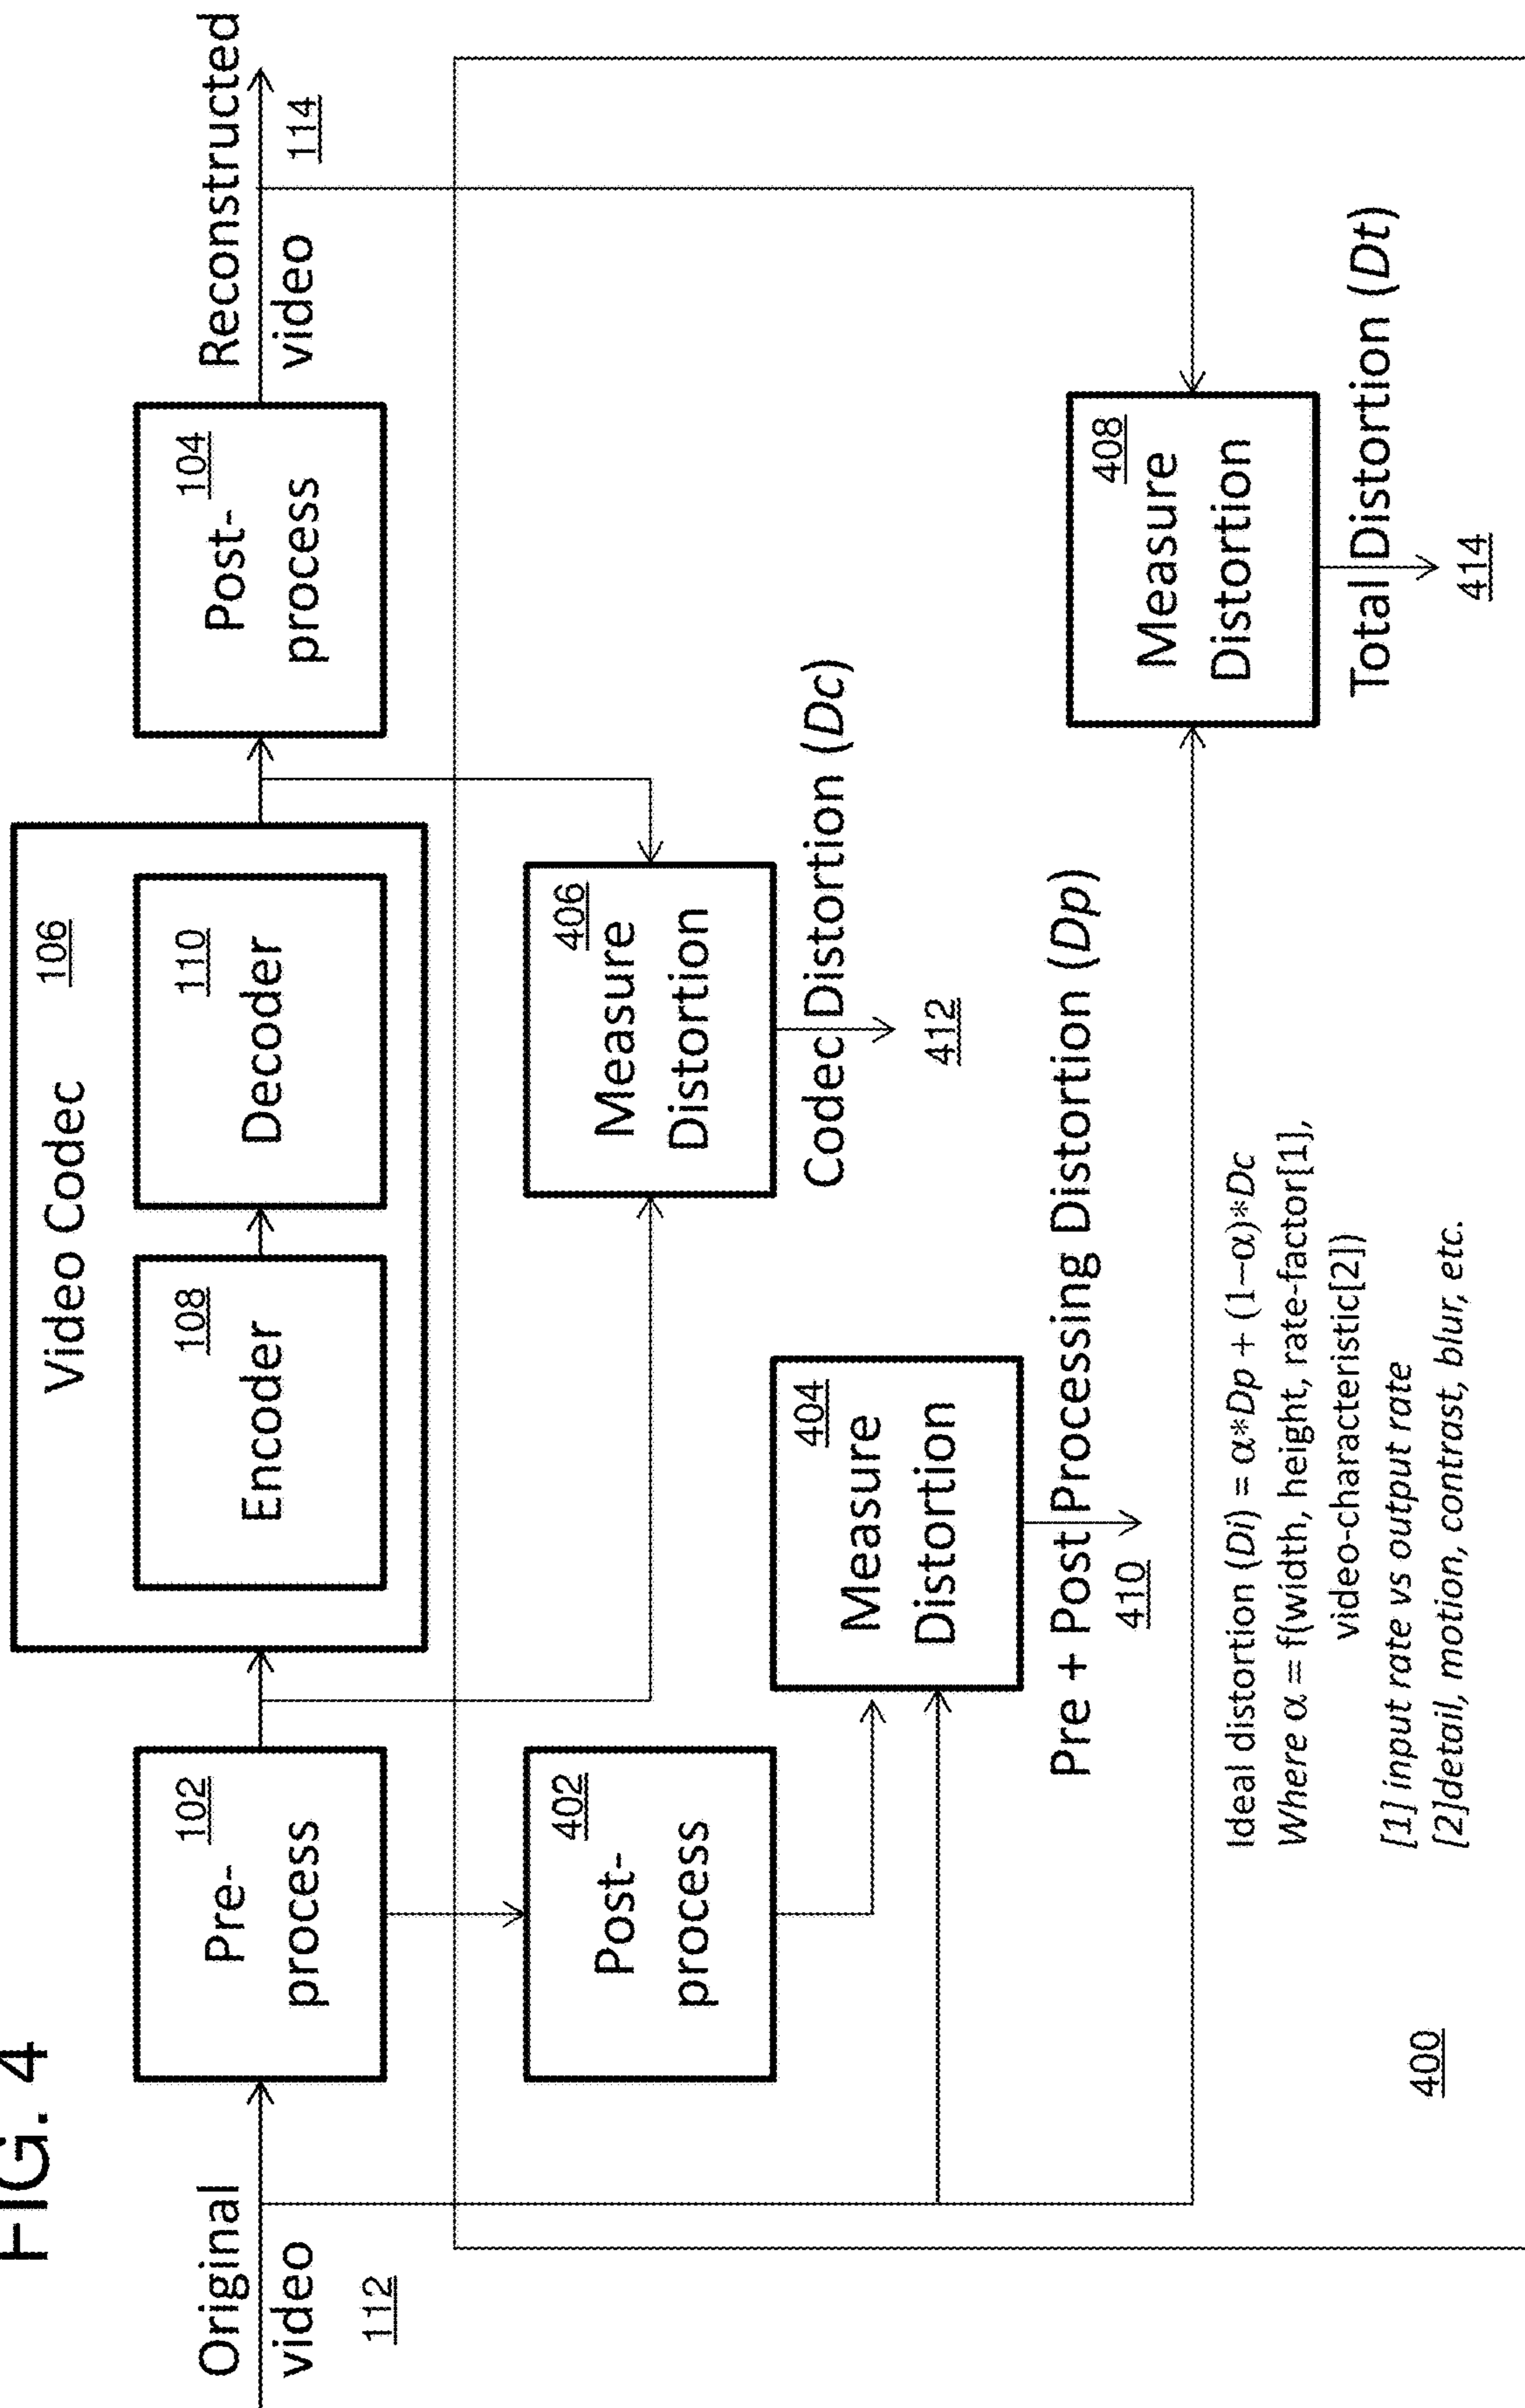 FIG. 4
Original
video
112
Pre-
process
102
Video Codec
106
Encoder
108
Decoder
110
Post-
process
104
Reconstructed
video
114
Post-
process
402
Measure
Distortion
404
Pre + Post Processing Distortion (Dp)
410
Measure
Distortion
406
Codec Distortion (Dc)
412
Measure
Distortion
408
Total Distortion (Dt)
414
Ideal distortion (Di) = α*Dp + (1–α)*Dc
Where α = f(width, height, rate-factor[1],
video-characteristic[2])
[1] input rate vs output rate
[2]detail, motion, contrast, blur, etc.
400